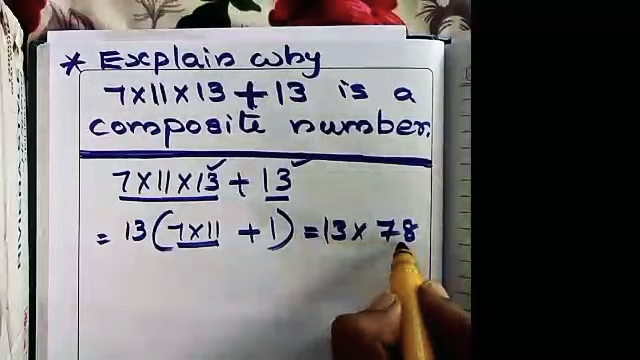 * Explain why
7×11×13 + 13 is a
composite number.
7×11×13 + 13
= 13(7×11 + 1) = 13× 78